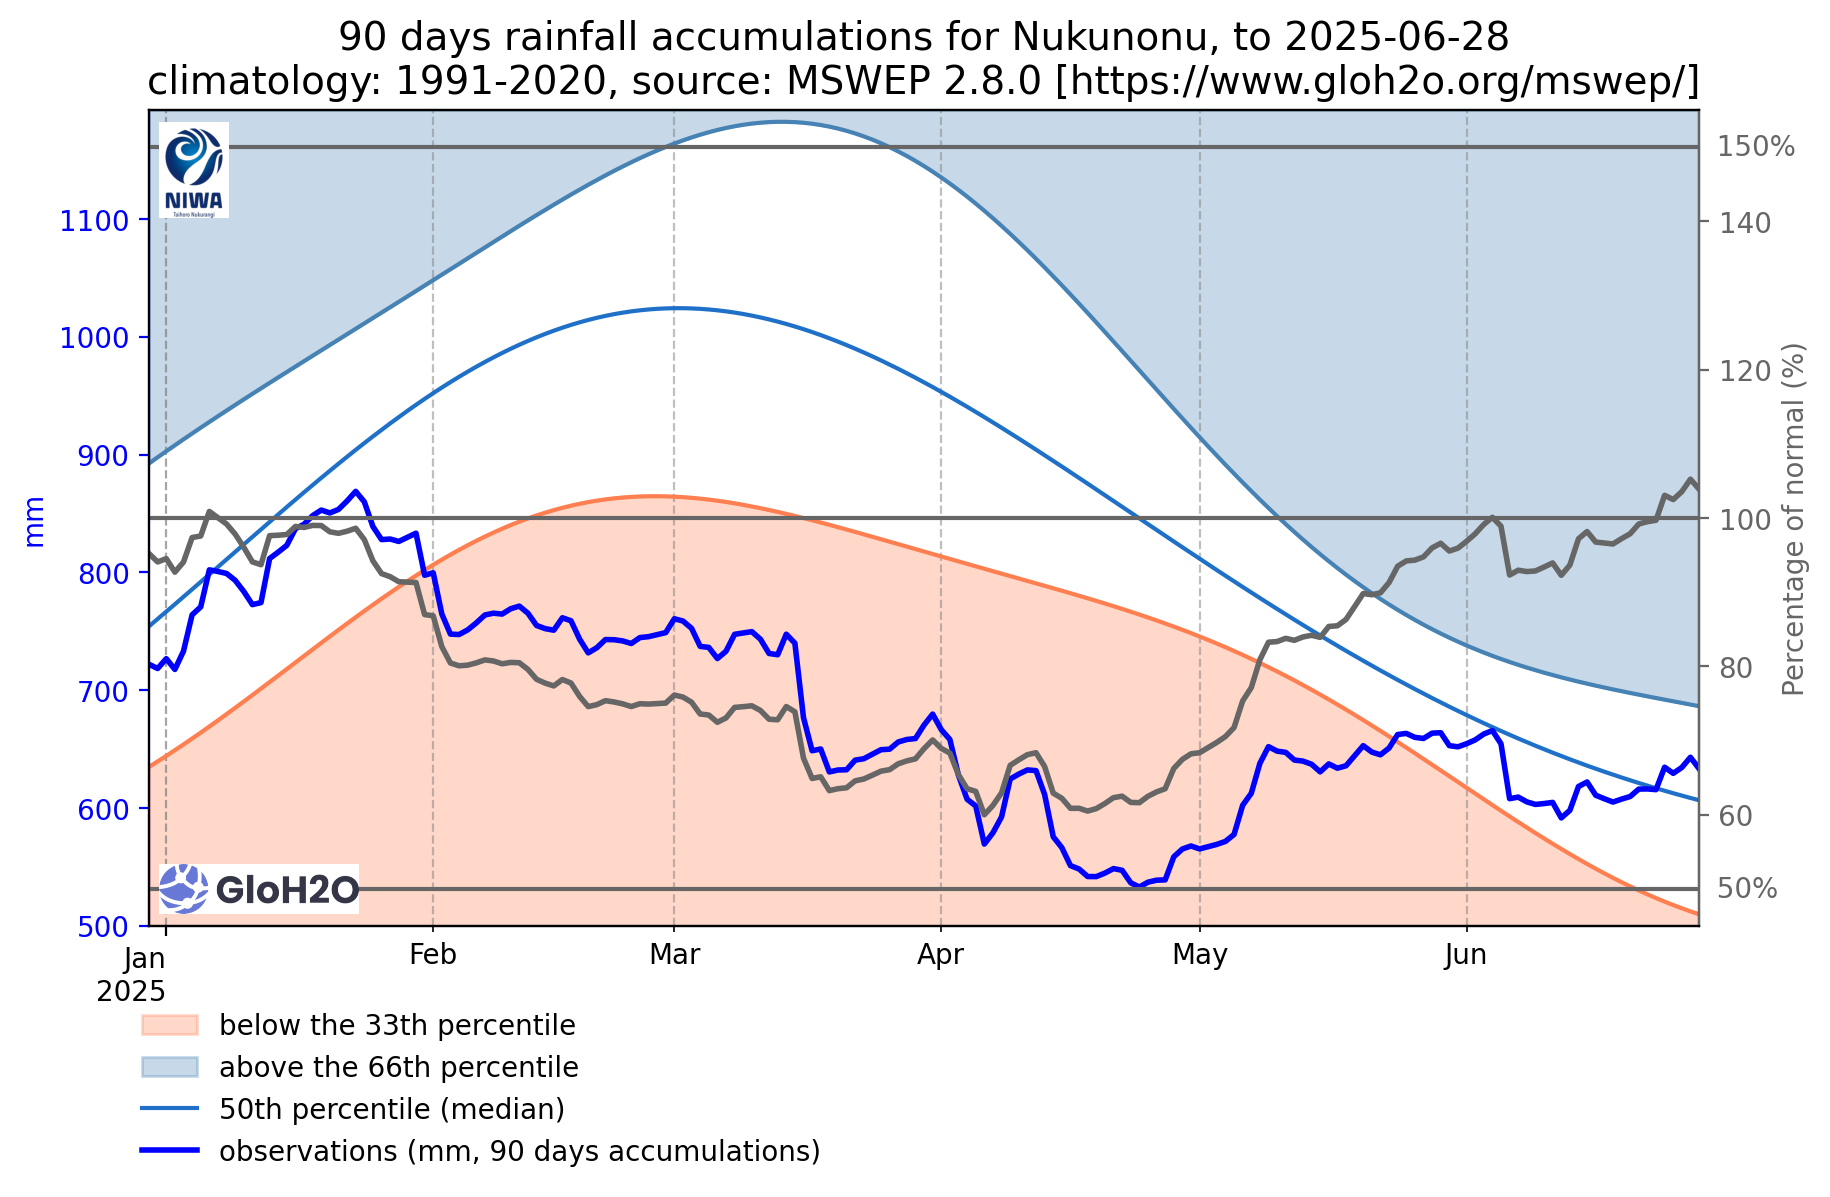 90 days rainfall accumulations for Nukunonu, to 2025-06-28
climatology: 1991-2020, source: MSWEP 2.8.0 [https://www.gloh2o.org/mswep/]
NIWA
Taihoro Nukurangi
1100
1000
900
800
700
600
500
mm
150%
140
120
100
80
60
50%
Percentage of normal (%)
GloH2O
Jan
2025
Feb
Mar
Apr
May
Jun
below the 33th percentile
above the 66th percentile
50th percentile (median)
observations (mm, 90 days accumulations)